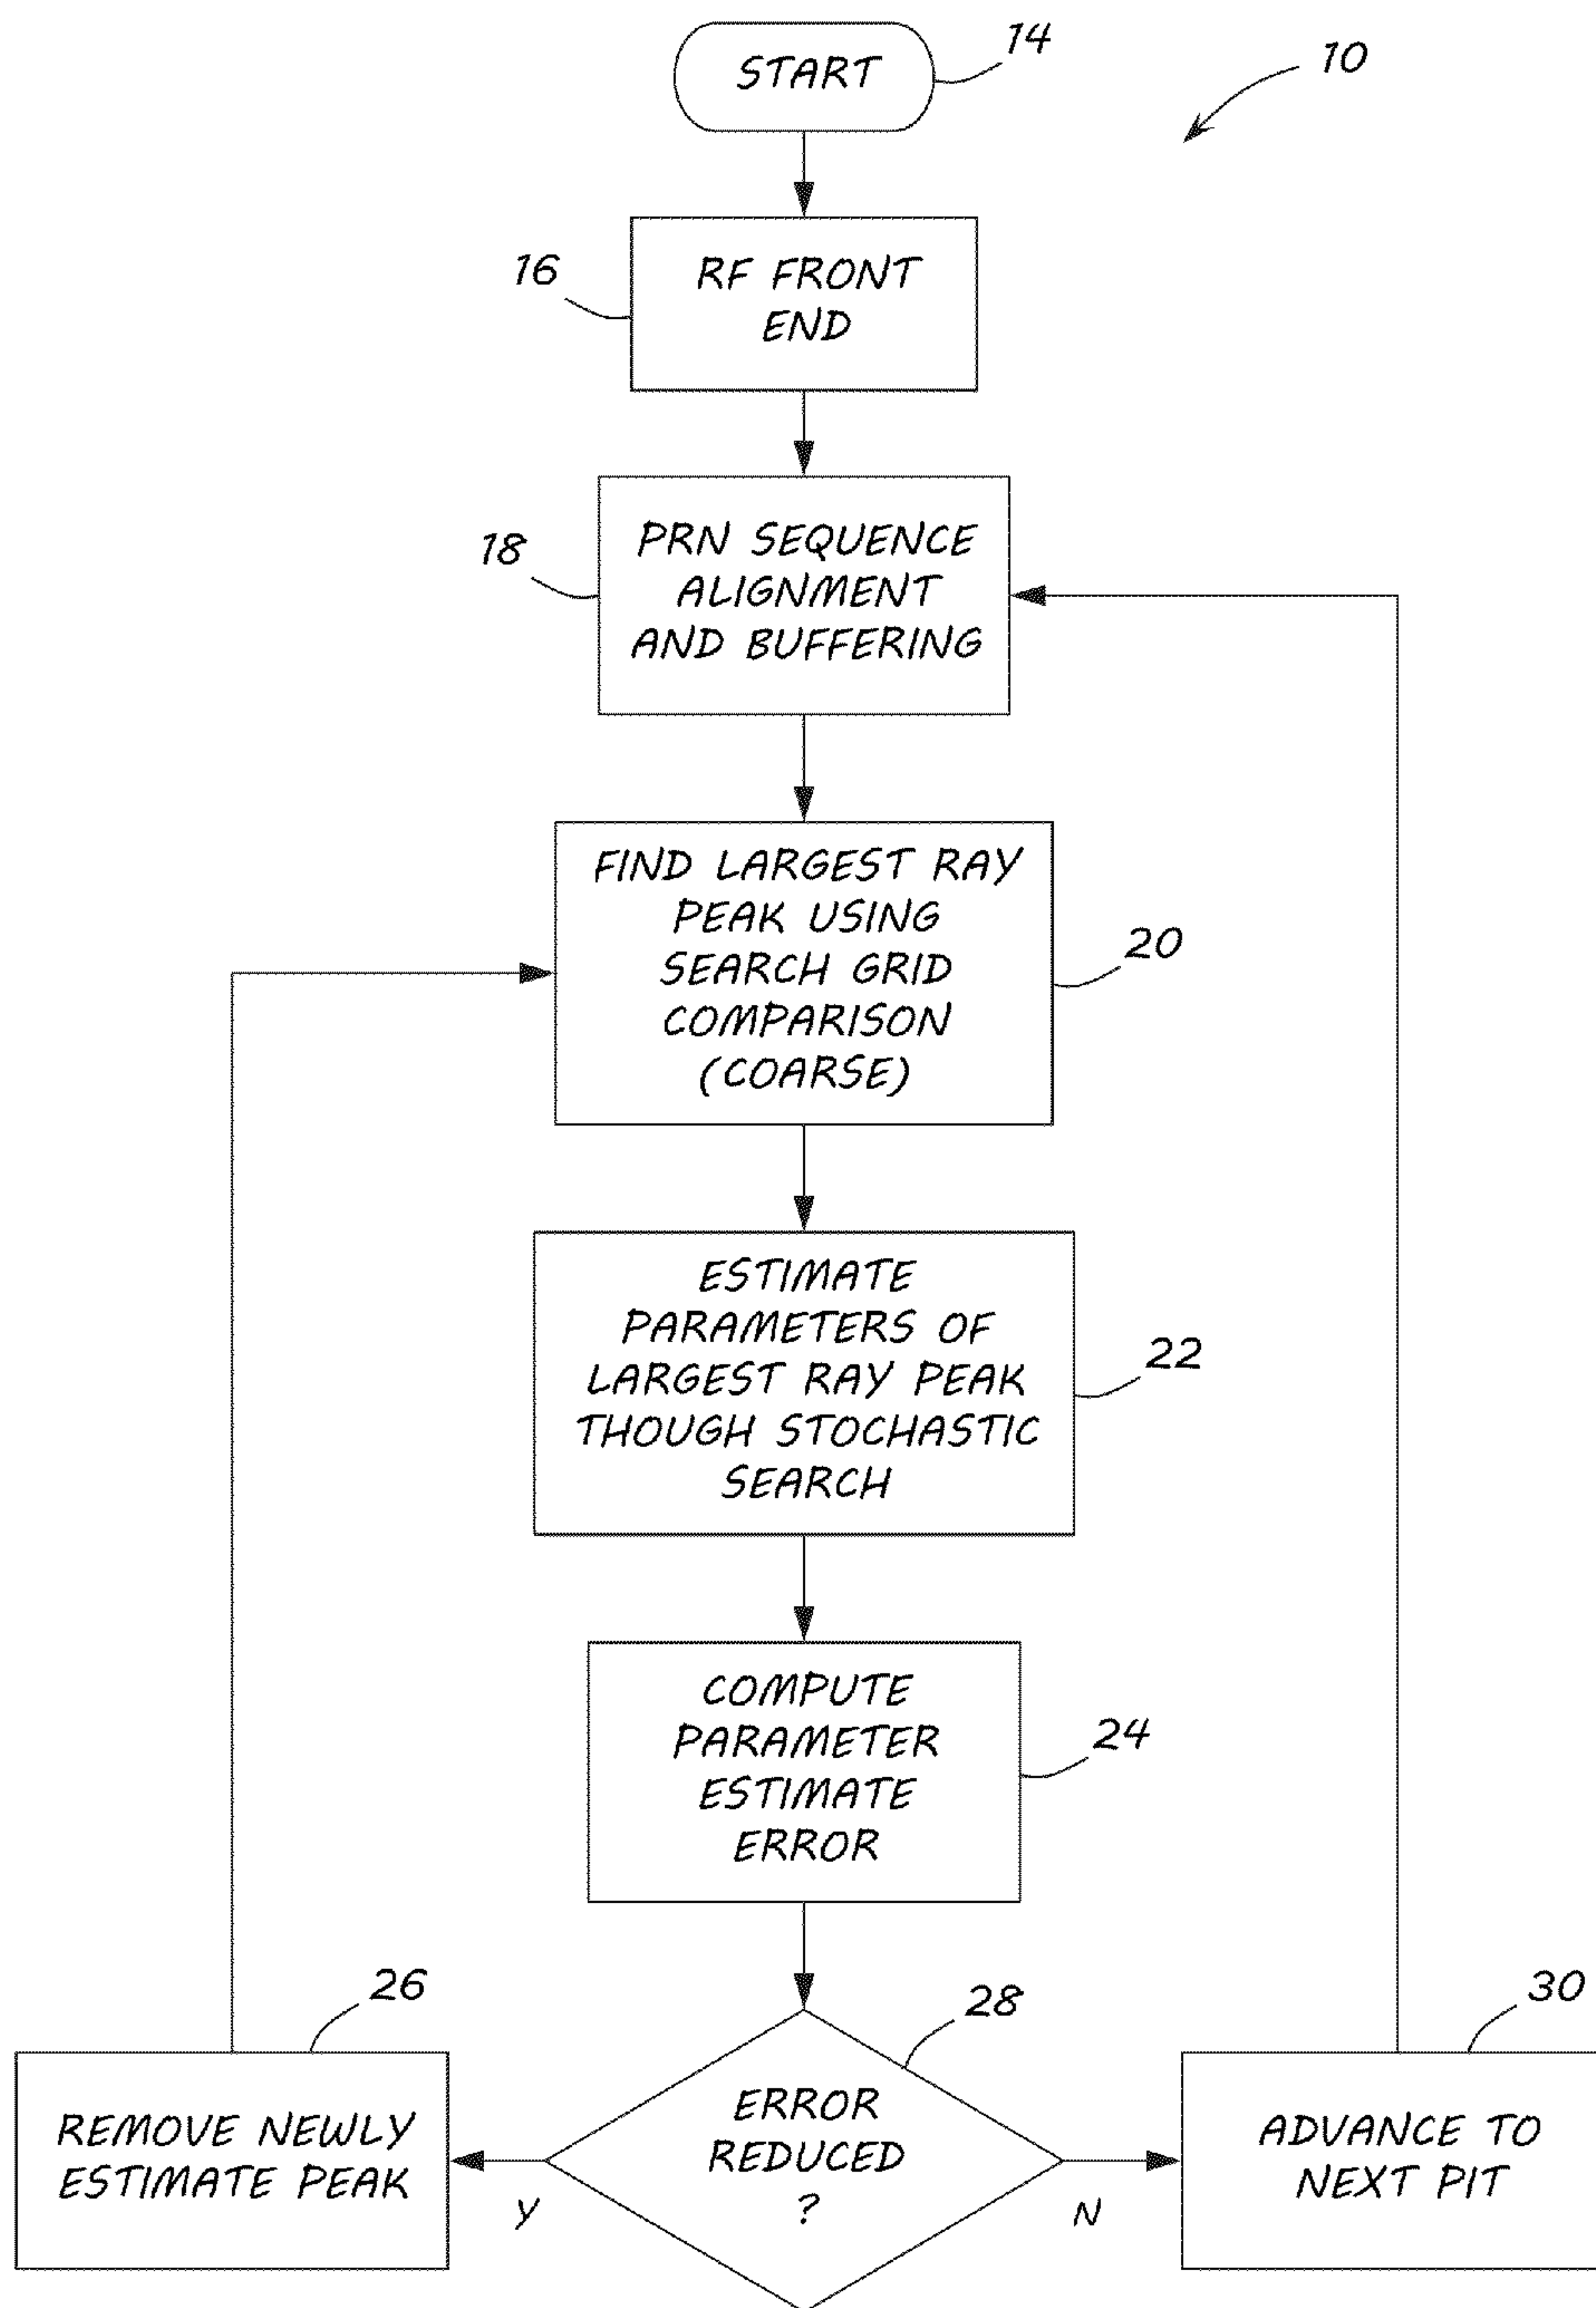 START
14
10
16
RF FRONT
END
18
PRN SEQUENCE
ALIGNMENT
AND BUFFERING
FIND LARGEST RAY
PEAK USING
SEARCH GRID
COMPARISON
(COARSE)
20
ESTIMATE
PARAMETERS OF
LARGEST RAY PEAK
THOUGH STOCHASTIC
SEARCH
22
COMPUTE
PARAMETER
ESTIMATE
ERROR
24
26
REMOVE NEWLY
ESTIMATE PEAK
28
ERROR
REDUCED
?
Y
N
30
ADVANCE TO
NEXT PIT